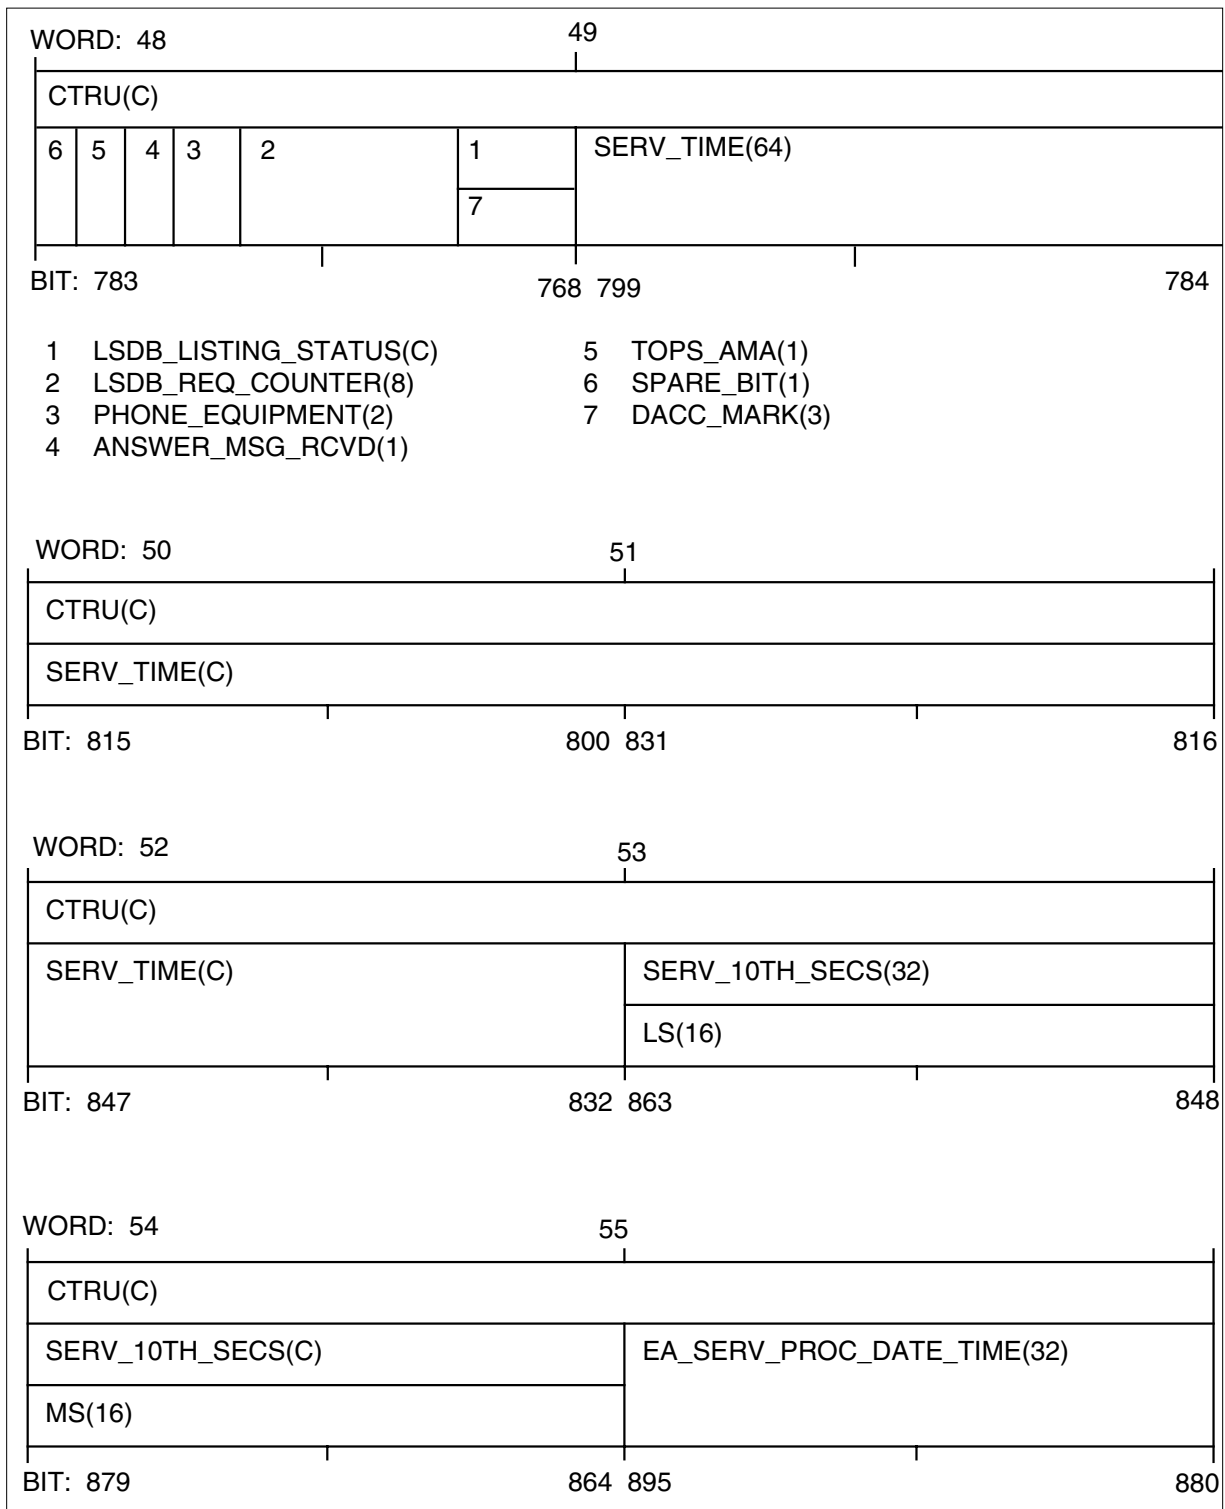 WORD: 48 49
CTRU(C)
6 5 4 3 2 1 SERV_TIME(64)
7
BIT: 783 768 799 784
1 LSDB_LISTING_STATUS(C) 5 TOPS_AMA(1)
2 LSDB_REQ_COUNTER(8) 6 SPARE_BIT(1)
3 PHONE_EQUIPMENT(2) 7 DACC_MARK(3)
4 ANSWER_MSG_RCVD(1)
WORD: 50 51
CTRU(C)
SERV_TIME(C)
BIT: 815 800 831 816
WORD: 52 53
CTRU(C)
SERV_TIME(C) SERV_10TH_SECS(32)
LS(16)
BIT: 847 832 863 848
WORD: 54 55
CTRU(C)
SERV_10TH_SECS(C) EA_SERV_PROC_DATE_TIME(32)
MS(16)
BIT: 879 864 895 880